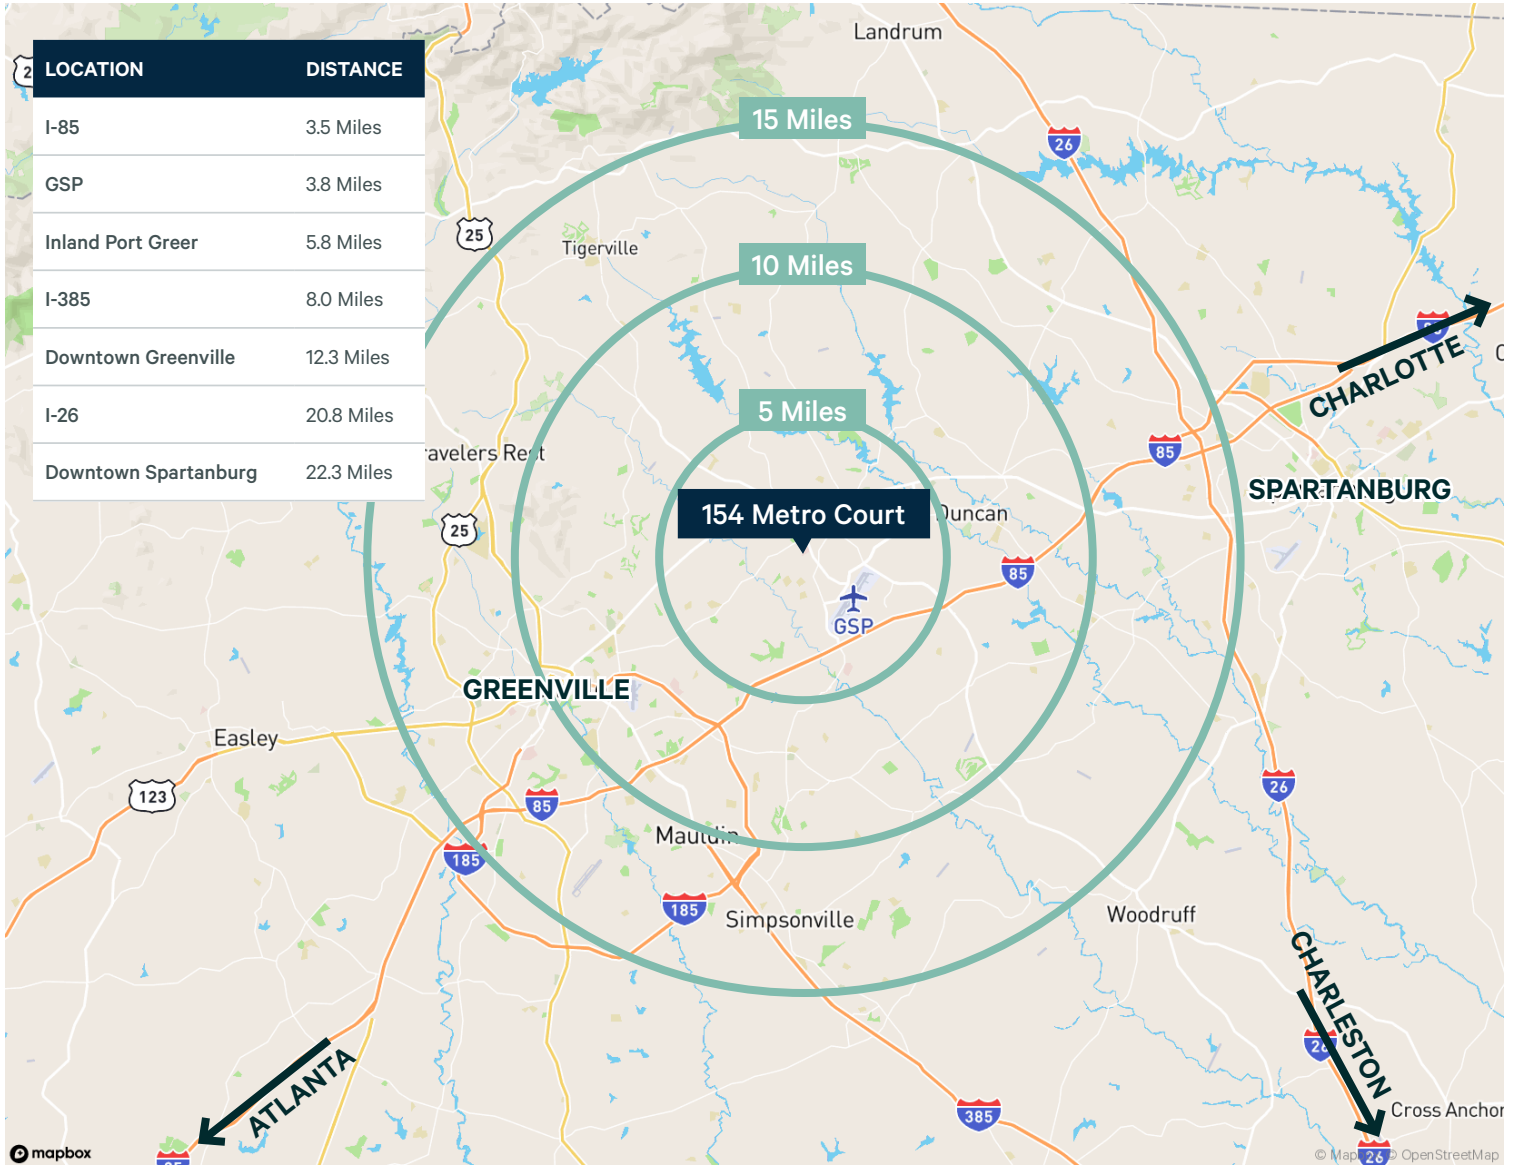 LOCATION DISTANCE
I-85 3.5 Miles
GSP 3.8 Miles
Inland Port Greer 5.8 Miles
I-385 8.0 Miles
Downtown Greenville 12.3 Miles
I-26 20.8 Miles
Downtown Spartanburg 22.3 Miles
Landrum
15 Miles
26
25
Tigerville
10 Miles
CHARLOTTE
5 Miles
85
SPARTANBURG
154 Metro Court
Duncan
25
85
GSP
GREENVILLE
Easley
123
85
26
Mauldin
185
185
Simpsonville
Woodruff
CHARLESTON
26
ATLANTA
385
Cross Anchor
mapbox
26
© OpenStreetMap